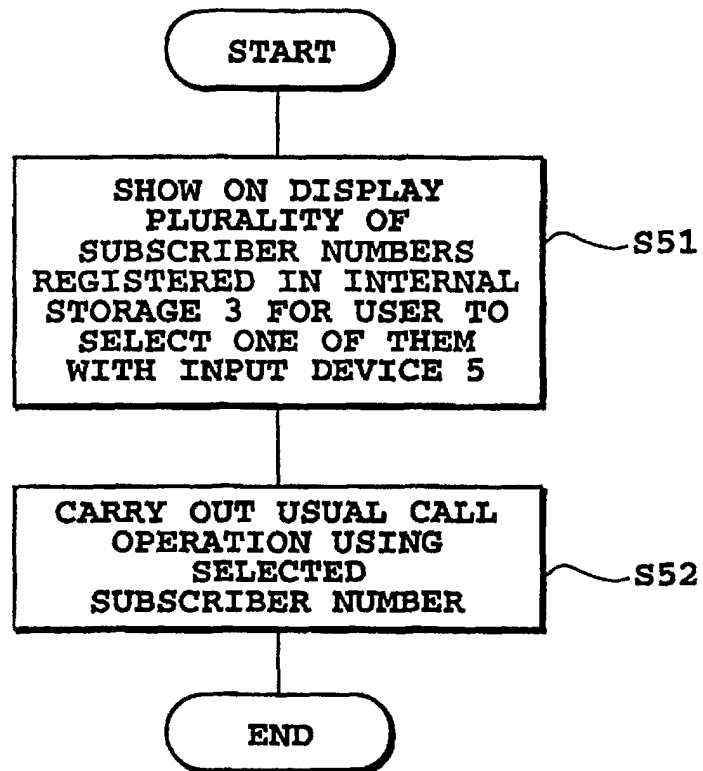 START
SHOW ON DISPLAY
PLURALITY OF
SUBSCRIBER NUMBERS
REGISTERED IN INTERNAL
STORAGE 3 FOR USER TO
SELECT ONE OF THEM
WITH INPUT DEVICE 5
S51
CARRY OUT USUAL CALL
OPERATION USING
SELECTED
SUBSCRIBER NUMBER
S52
END